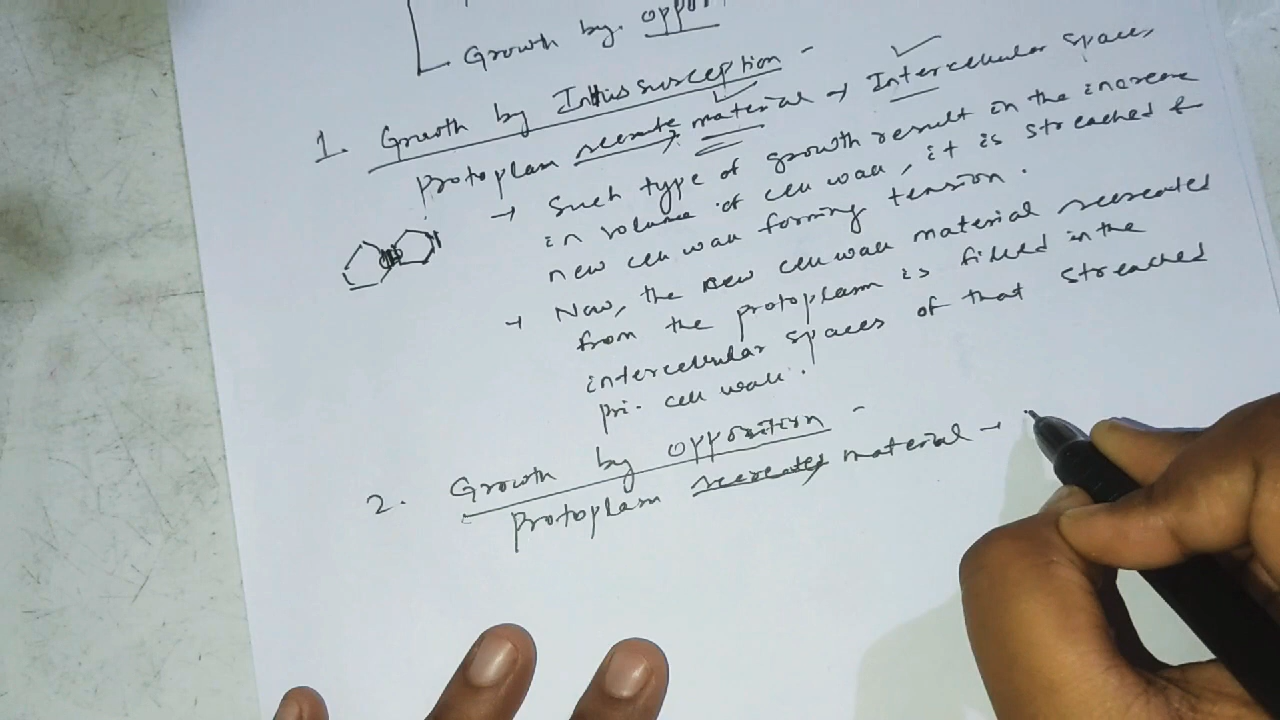 Growth by. oppo
1. Growth by Intussusception -
Protoplam secrete material → Intercellular spaces
→ Such type of growth result in the increase
in volume of cell wall, it is streached &
new cell wall forming tension.
→ Now, the new cell wall material secreated
from the protoplasm is filled in the
intercellular spaces of that streached
pri. cell wall.
2. Growth by opposition -
Protoplasm secreates material →